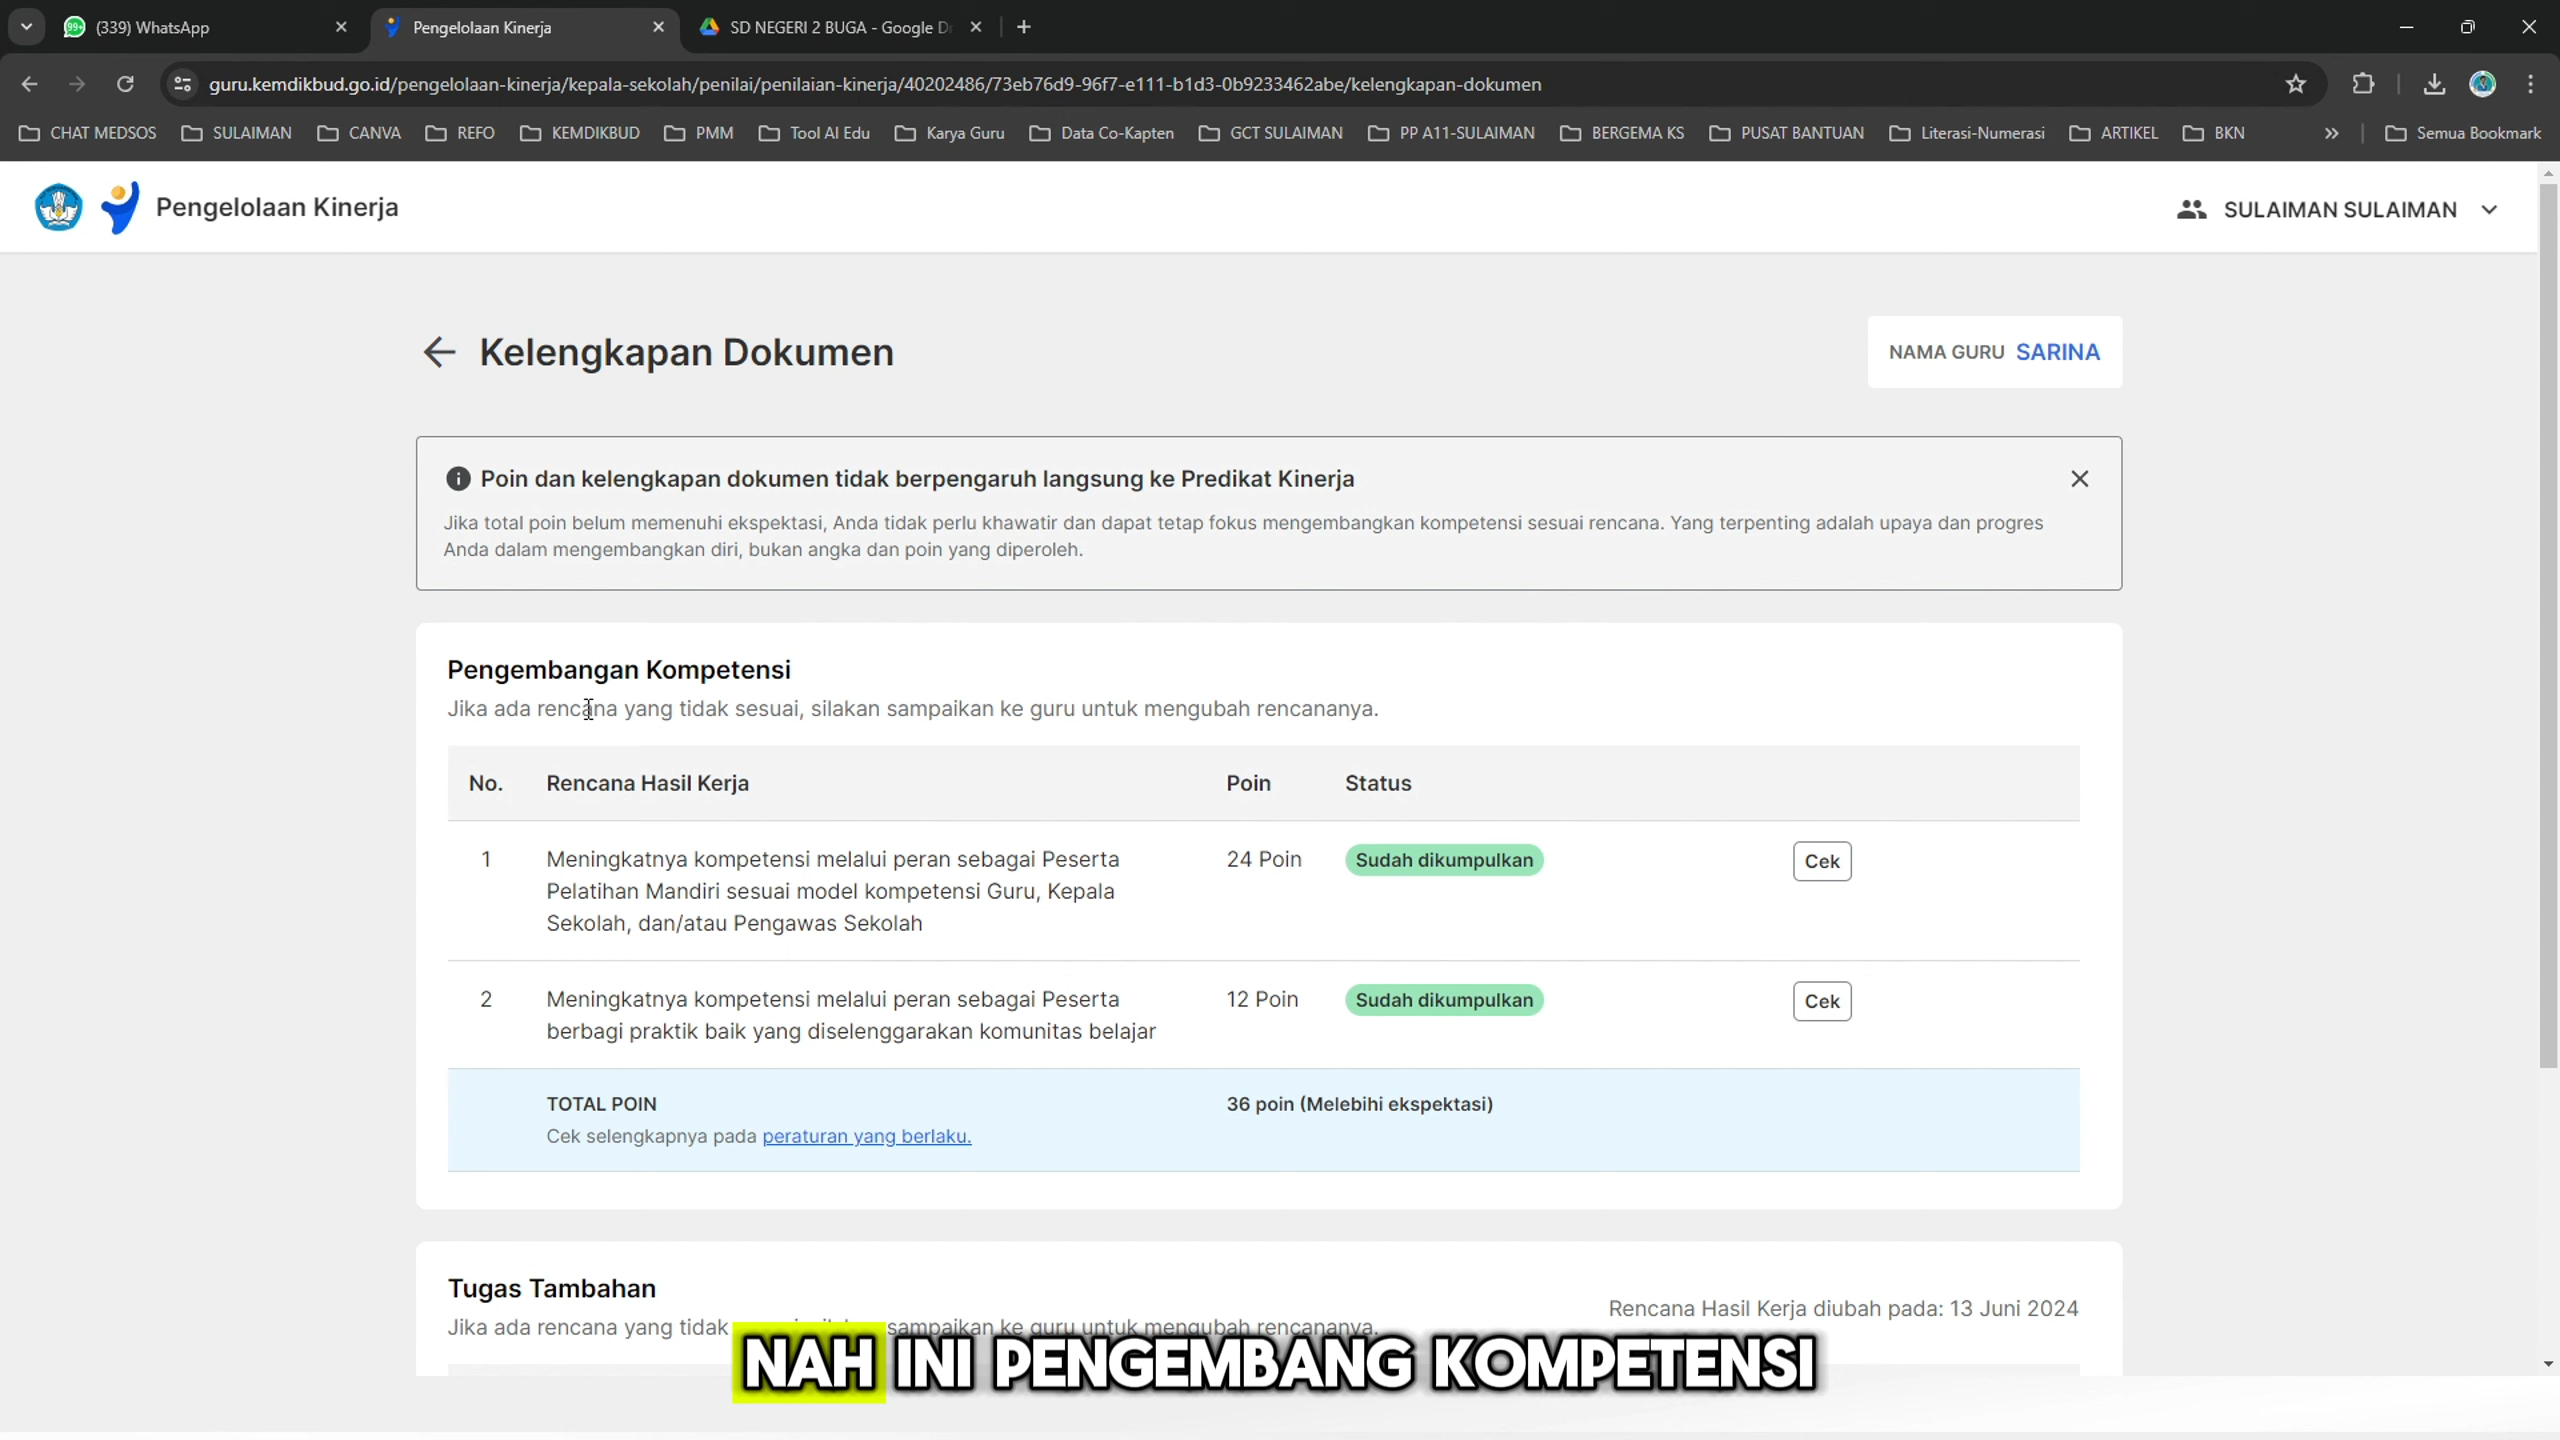 (339) WhatsApp
Pengelolaan Kinerja
SD NEGERI 2 BUGA - Google D
guru.kemdikbud.go.id/pengelolaan-kinerja/kepala-sekolah/penilai/penilaian-kinerja/40202486/73eb76d9-96f7-e111-b1d3-0b9233462abe/kelengkapan-dokumen
CHAT MEDSOS SULAIMAN CANVA REFO KEMDIKBUD PMM Tool AI Edu Karya Guru Data Co-Kapten GCT SULAIMAN PP A11-SULAIMAN BERGEMA KS PUSAT BANTUAN Literasi-Numerasi ARTIKEL BKN » Semua Bookmark
Pengelolaan Kinerja
SULAIMAN SULAIMAN
Kelengkapan Dokumen
NAMA GURU SARINA
Poin dan kelengkapan dokumen tidak berpengaruh langsung ke Predikat Kinerja
Jika total poin belum memenuhi ekspektasi, Anda tidak perlu khawatir dan dapat tetap fokus mengembangkan kompetensi sesuai rencana. Yang terpenting adalah upaya dan progres
Anda dalam mengembangkan diri, bukan angka dan poin yang diperoleh.
Pengembangan Kompetensi
Jika ada rencana yang tidak sesuai, silakan sampaikan ke guru untuk mengubah rencananya.
No. Rencana Hasil Kerja Poin Status
1 Meningkatnya kompetensi melalui peran sebagai Peserta 24 Poin Sudah dikumpulkan Cek
Pelatihan Mandiri sesuai model kompetensi Guru, Kepala
Sekolah, dan/atau Pengawas Sekolah
2 Meningkatnya kompetensi melalui peran sebagai Peserta 12 Poin Sudah dikumpulkan Cek
berbagi praktik baik yang diselenggarakan komunitas belajar
TOTAL POIN 36 poin (Melebihi ekspektasi)
Cek selengkapnya pada peraturan yang berlaku.
Tugas Tambahan
Rencana Hasil Kerja diubah pada: 13 Juni 2024
Jika ada rencana yang tidak sampaikan ke guru untuk mengubah rencananya.
NAH INI PENGEMBANG KOMPETENSI